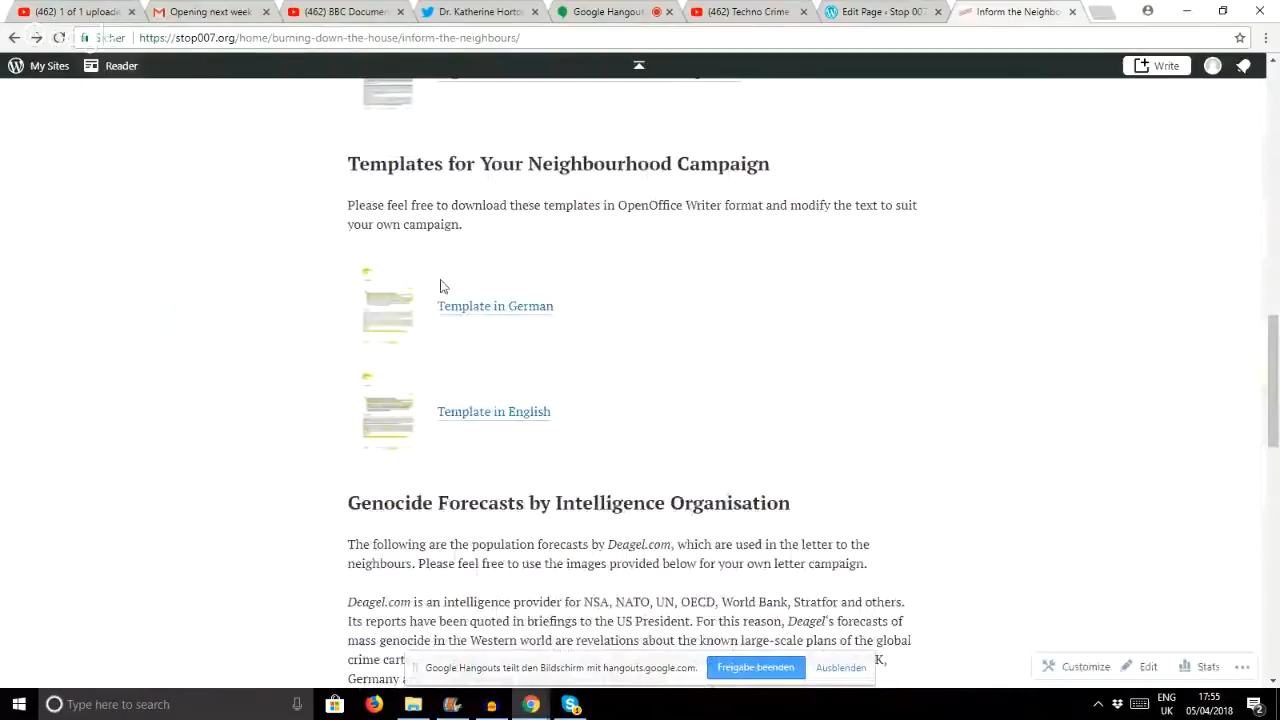 (462) 1 of 1 uploade
Opening next week
(462) BBC Documen
Dr. Katherine Horto
Google Hangout
(462) Techno Crime
Edit Page ‹ Stop 007
Inform the Neighbo
https://stop007.org/home/burning-down-the-house/inform-the-neighbours/
My Sites
Reader
Write
Templates for Your Neighbourhood Campaign
Please feel free to download these templates in OpenOffice Writer format and modify the text to suit
your own campaign.
Template in German
Template in English
Genocide Forecasts by Intelligence Organisation
The following are the population forecasts by Deagel.com, which are used in the letter to the
neighbours. Please feel free to use the images provided below for your own letter campaign.
Deagel.com is an intelligence provider for NSA, NATO, UN, OECD, World Bank, Stratfor and others.
Its reports have been quoted in briefings to the US President. For this reason, Deagel's forecasts of
mass genocide in the Western world are revelations about the known large-scale plans of the global
crime cart
K,
Germany a
Google Hangouts teilt den Bildschirm mit hangouts.google.com.
Freigabe beenden
Ausblenden
Customize
Edit
Stats
Type here to search
ENG
UK
17:55
05/04/2018
2